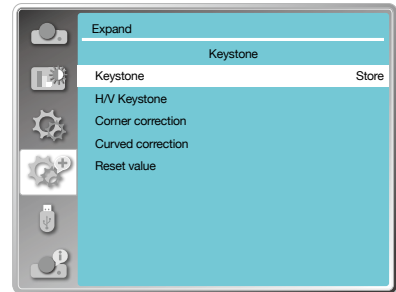 Expand
Keystone
Keystone Store
H/V Keystone
Corner correction
Curved correction
Reset value